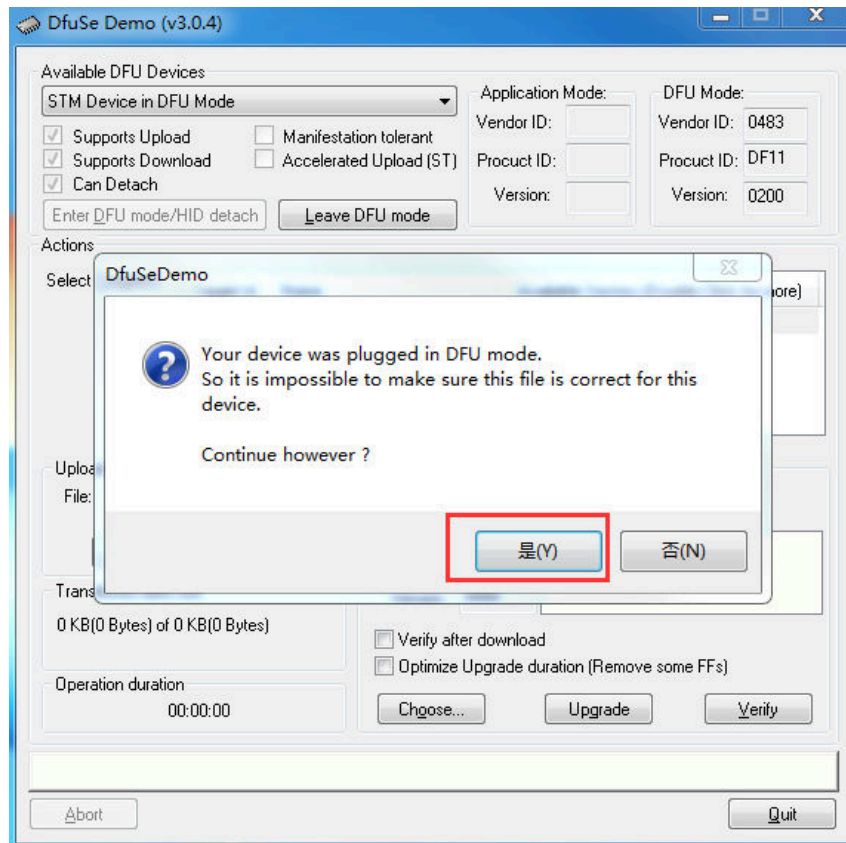 DfuSe Demo (v3.0.4)
Available DFU Devices
STM Device in DFU Mode
Supports Upload
Manifestation tolerant
Supports Download
Accelerated Upload (ST)
Can Detach
Enter DFU mode/HID detach
Leave DFU mode
Application Mode:
Vendor ID:
Procuct ID:
Version:
DFU Mode:
Vendor ID: 0483
Procuct ID: DF11
Version: 0200
Actions
Select
more)
DfuSeDemo
Your device was plugged in DFU mode.
So it is impossible to make sure this file is correct for this
device.
Continue however ?
是(Y)
否(N)
File:
0 KB(0 Bytes) of 0 KB(0 Bytes)
Operation duration
00:00:00
Verify after download
Optimize Upgrade duration (Remove some FFs)
Choose...
Upgrade
Verify
Abort
Quit